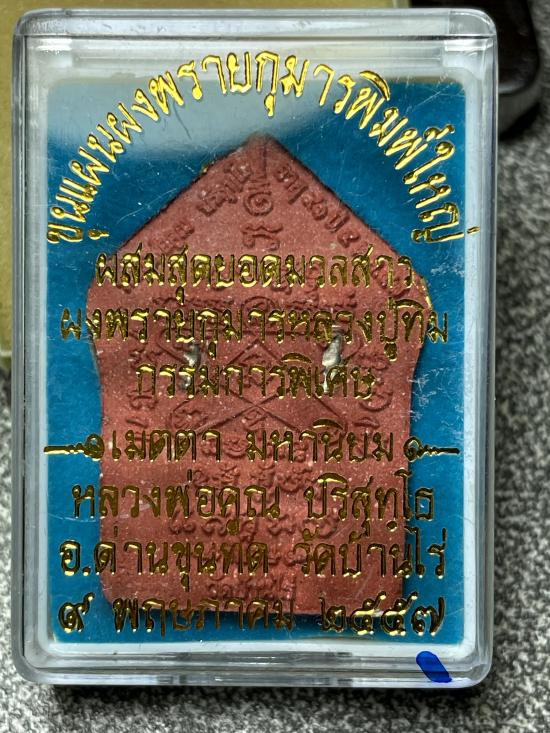 ขุนแผนผงพรายกุมารพิมพ์ใหญ่
ผสมสุดยอดมวลสาร
ผงพรายกุมารหลวงปู่ทิม
กรรมการพิเศษ
เมตตา มหานิยม
หลวงพ่อคูณ ปริสุทฺโธ
อ.ด่านขุนทด วัดบ้านไร่
๙ พฤษภาคม ๒๕๕๗